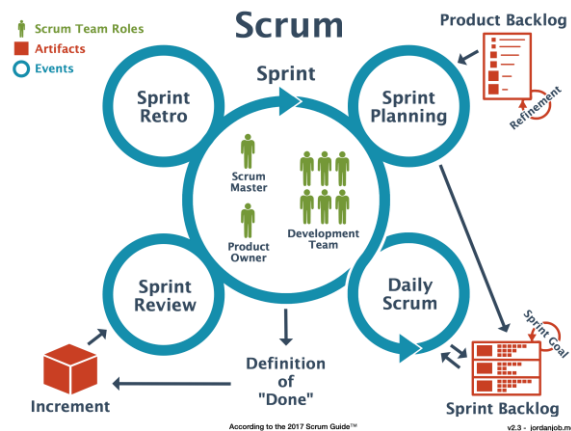 Scrum
Scrum Team Roles
Artifacts
Events
Product Backlog
Refinement
Sprint
Sprint
Retro
Sprint
Planning
Scrum
Master
Product
Owner
Development
Team
Sprint
Review
Daily
Scrum
Sprint Goal
Sprint Backlog
Definition
of
"Done"
Increment
According to the 2017 Scrum Guide™
v2.3 - jordanjob.m